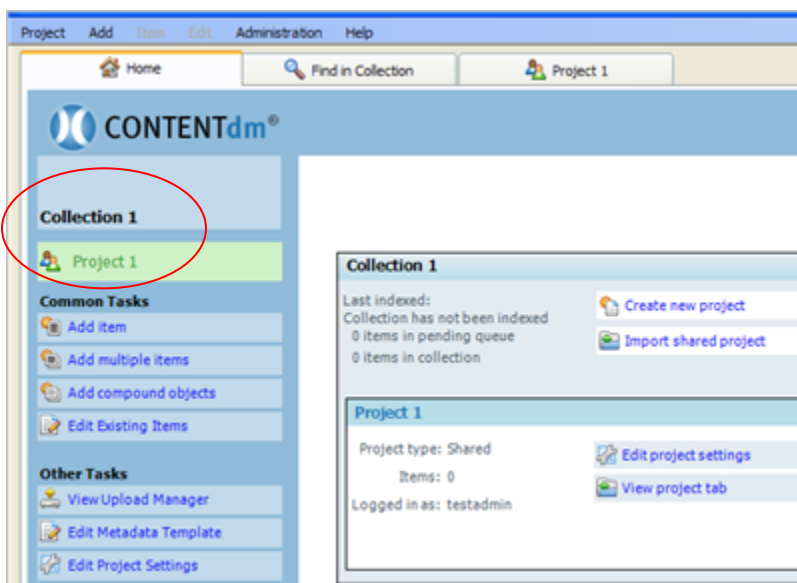 Project Add Item Edit Administration Help
Home Find in Collection Project 1
CONTENTdm®
Collection 1
Project 1
Common Tasks
Add item
Add multiple items
Add compound objects
Edit Existing Items
Other Tasks
View Upload Manager
Edit Metadata Template
Edit Project Settings
Collection 1
Last indexed:
Collection has not been indexed
0 items in pending queue
0 items in collection
Create new project
Import shared project
Project 1
Project type: Shared
Items: 0
Logged in as: testadmin
Edit project settings
View project tab